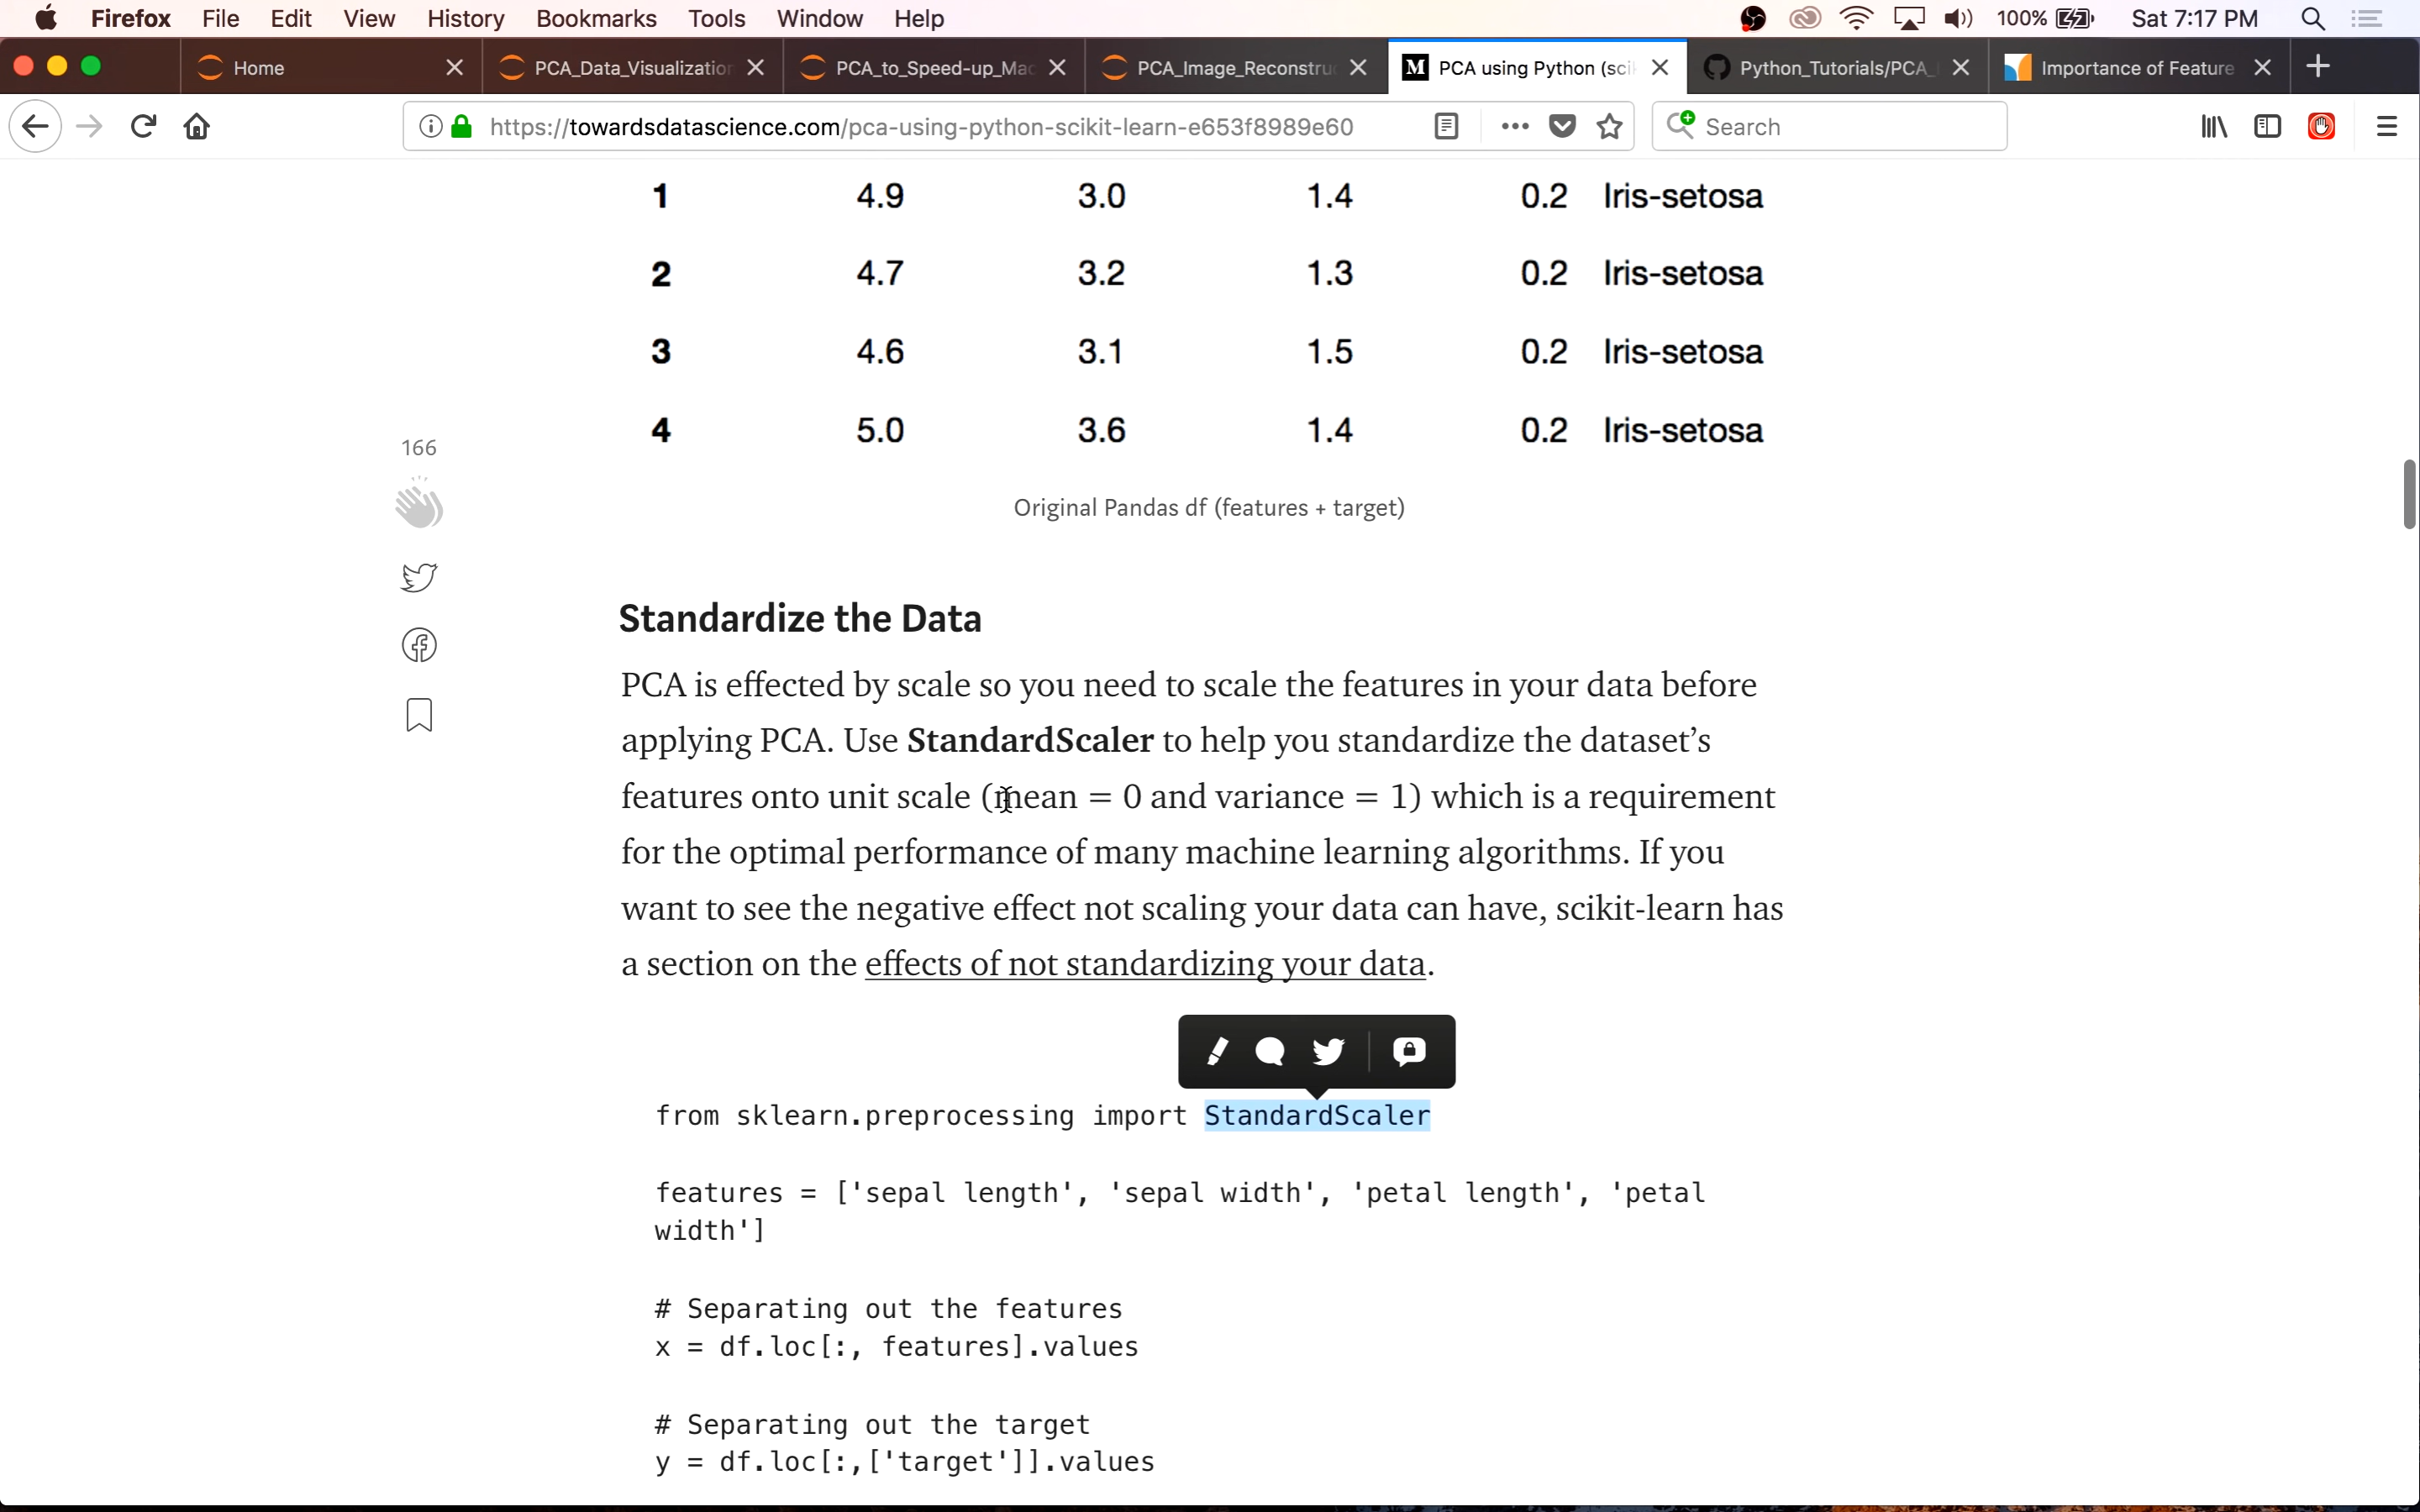 Firefox File Edit View History Bookmarks Tools Window Help 100% Sat 7:17 PM
Home PCA_Data_Visualization PCA_to_Speed-up_Mac PCA_Image_Reconstruc M PCA using Python (scik Python_Tutorials/PCA_ Importance of Feature
https://towardsdatascience.com/pca-using-python-scikit-learn-e653f8989e60 Search
1 4.9 3.0 1.4 0.2 Iris-setosa
2 4.7 3.2 1.3 0.2 Iris-setosa
3 4.6 3.1 1.5 0.2 Iris-setosa
4 5.0 3.6 1.4 0.2 Iris-setosa
166
Original Pandas df (features + target)
Standardize the Data
PCA is effected by scale so you need to scale the features in your data before
applying PCA. Use StandardScaler to help you standardize the dataset’s
features onto unit scale (mean = 0 and variance = 1) which is a requirement
for the optimal performance of many machine learning algorithms. If you
want to see the negative effect not scaling your data can have, scikit-learn has
a section on the effects of not standardizing your data.
from sklearn.preprocessing import StandardScaler
features = ['sepal length', 'sepal width', 'petal length', 'petal
width']
# Separating out the features
x = df.loc[:, features].values
# Separating out the target
y = df.loc[:,['target']].values